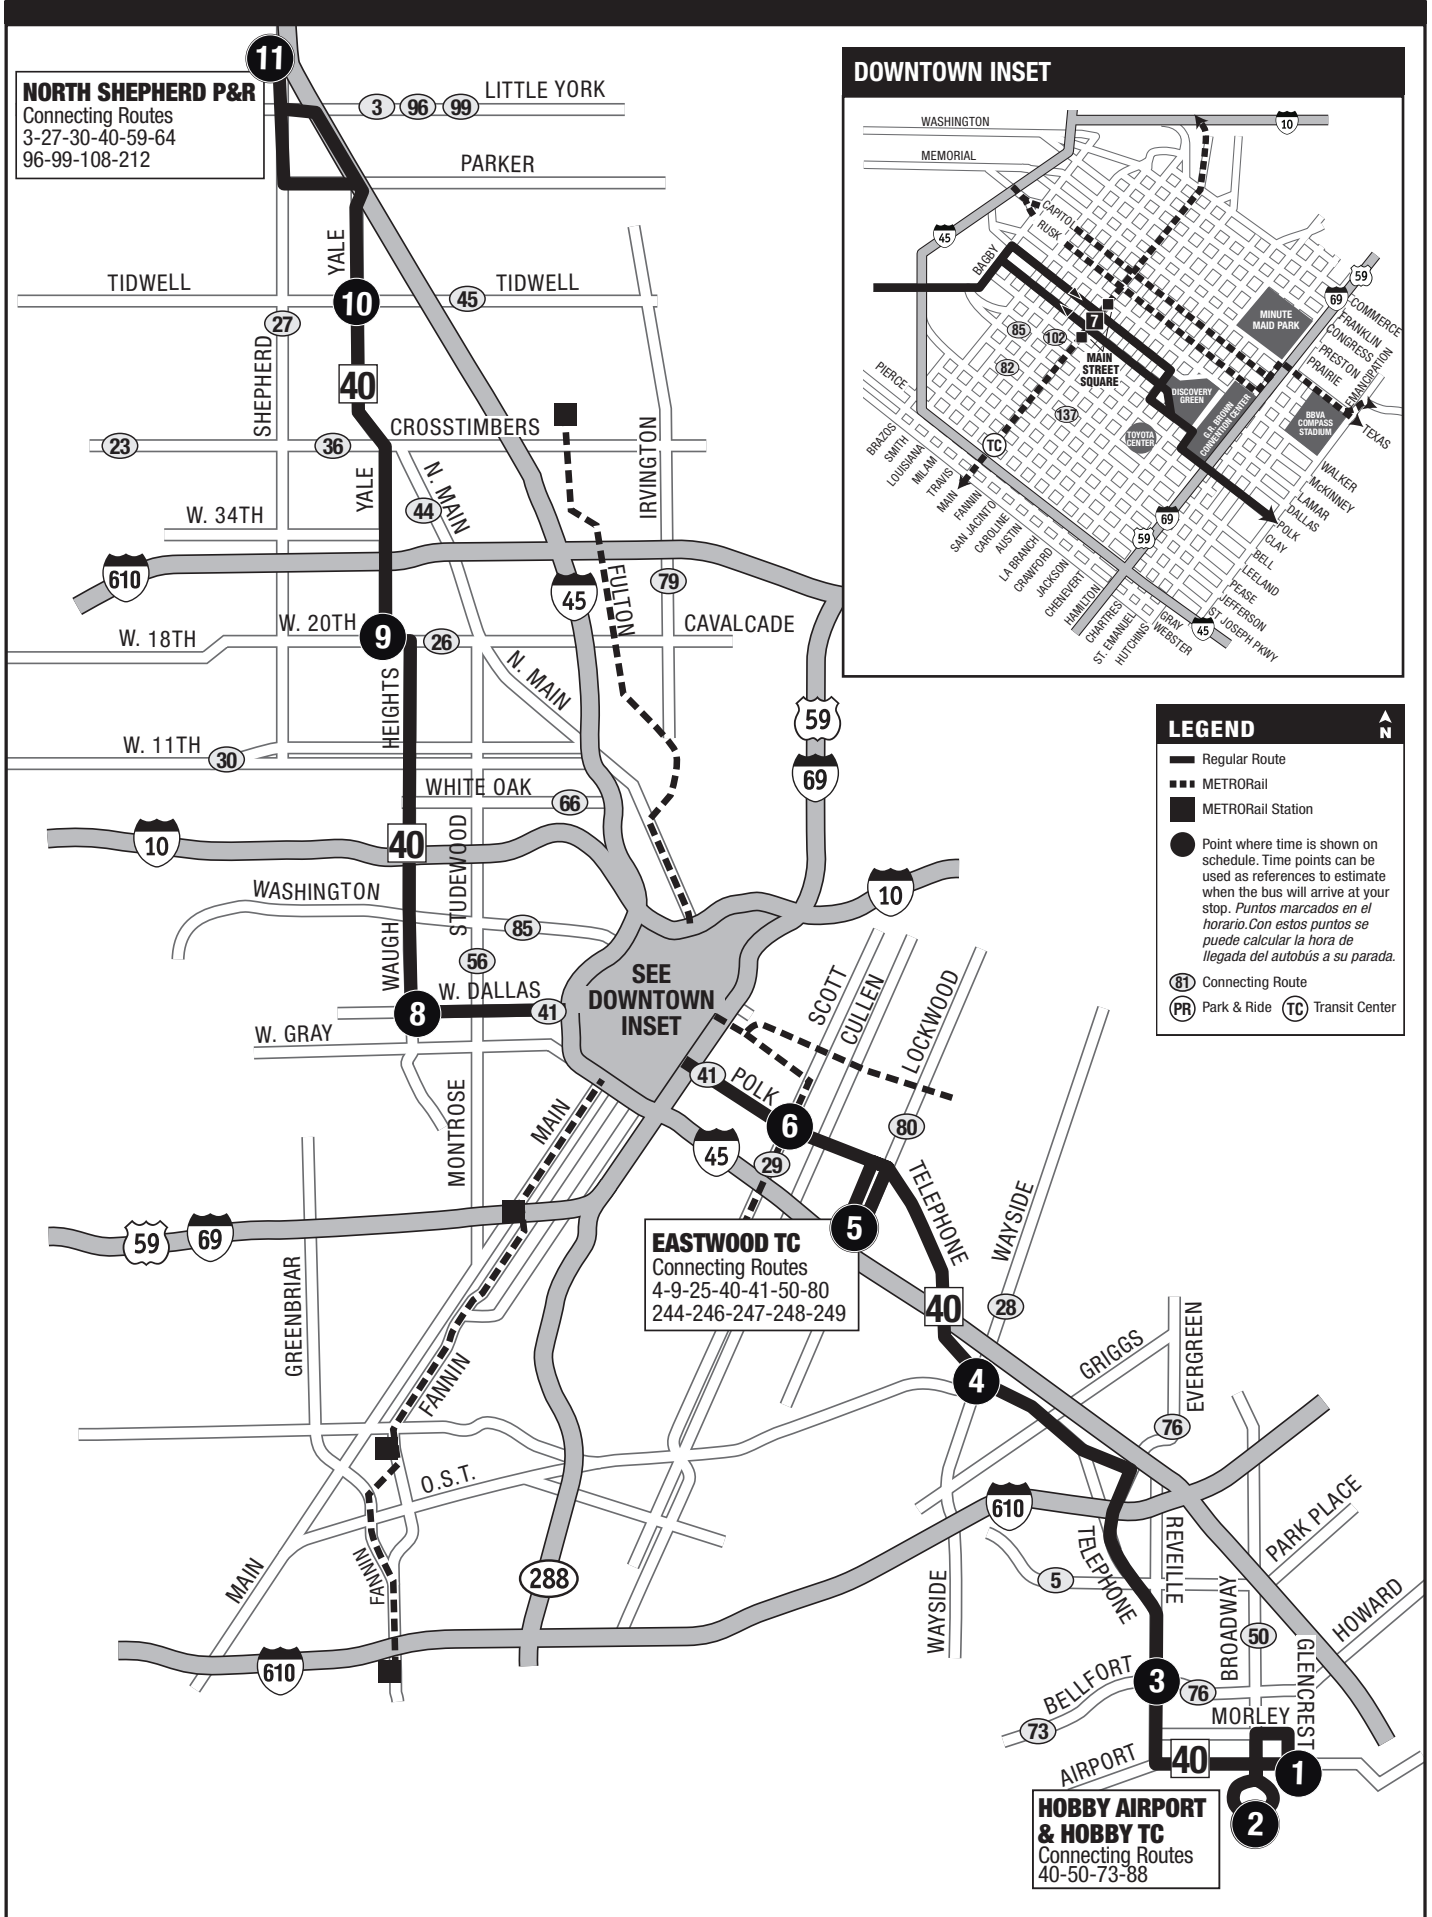 11
NORTH SHEPHERD P&R
Connecting Routes
3-27-30-40-59-64
96-99-108-212
3
96
99
LITTLE YORK
PARKER
YALE
TIDWELL
10
45
TIDWELL
27
SHEPHERD
40
23
36
CROSSTIMBERS
YALE
N. MAIN
44
IRVINGTON
W. 34TH
610
45
FULTON
79
W. 18TH
W. 20TH
9
26
CAVALCADE
HEIGHTS
N. MAIN
59
69
W. 11TH
30
WHITE OAK
66
10
40
STUDEWOOD
WASHINGTON
85
10
WAUGH
56
W. DALLAS
8
41
W. GRAY
SEE
DOWNTOWN
INSET
SCOTT
CULLEN
LOCKWOOD
41
POLK
6
80
MONTROSE
MAIN
45
29
TELEPHONE
WAYSIDE
5
59
69
EASTWOOD TC
Connecting Routes
4-9-25-40-41-50-80
244-246-247-248-249
GREENBRIAR
40
28
GRIGGS
EVERGREEN
FANNIN
4
76
O.S.T.
610
PARK PLACE
MAIN
FANNIN
288
TELEPHONE
REVEILLE
5
WAYSIDE
BROADWAY
50
HOWARD
GLENCREST
610
BELLFORT
3
76
73
MORLEY
AIRPORT
40
1
2
HOBBY AIRPORT
& HOBBY TC
Connecting Routes
40-50-73-88
DOWNTOWN INSET
WASHINGTON
10
MEMORIAL
CAPITOL
RUSK
45
BAGBY
59
69
MINUTE
MAID PARK
COMMERCE
FRANKLIN
CONGRESS
PRESTON
PRAIRIE
EMANCIPATION
TEXAS
7
85
102
82
MAIN
STREET
SQUARE
137
TC
DISCOVERY
GREEN
G.R. BROWN
CONVENTION CENTER
BBVA
COMPASS
STADIUM
TOYOTA
CENTER
PIERCE
BRAZOS
SMITH
LOUISIANA
MILAM
TRAVIS
MAIN
FANNIN
SAN JACINTO
CAROLINE
AUSTIN
LA BRANCH
CRAWFORD
JACKSON
CHENEVERT
HAMILTON
CHARTRES
ST. EMANUEL
HUTCHINS
69
59
WALKER
McKINNEY
LAMAR
DALLAS
POLK
CLAY
BELL
LEELAND
PEASE
JEFFERSON
ST JOSEPH PKWY
45
GRAY
WEBSTER
LEGEND
N
Regular Route
METRORail
METRORail Station
Point where time is shown on
schedule. Time points can be
used as references to estimate
when the bus will arrive at your
stop. Puntos marcados en el
horario.Con estos puntos se
puede calcular la hora de
llegada del autobús a su parada.
81 Connecting Route
PR Park & Ride TC Transit Center